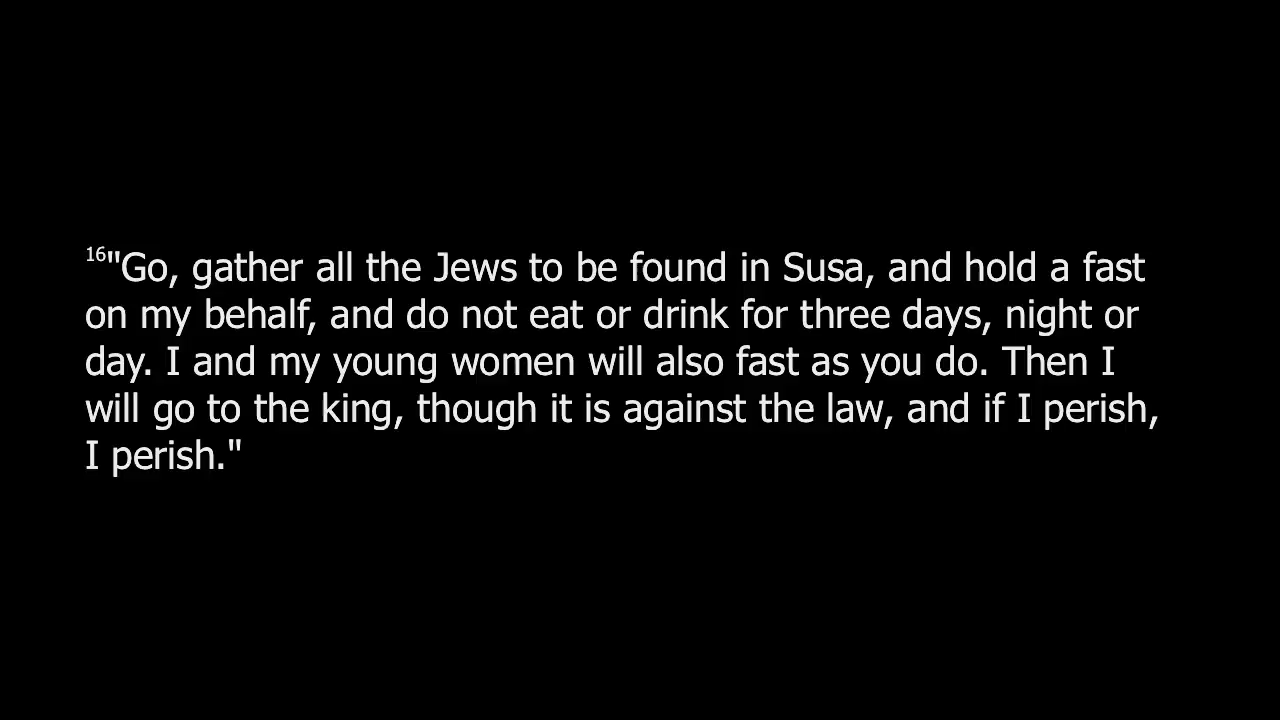 16"Go, gather all the Jews to be found in Susa, and hold a fast
on my behalf, and do not eat or drink for three days, night or
day. I and my young women will also fast as you do. Then I
will go to the king, though it is against the law, and if I perish,
I perish."